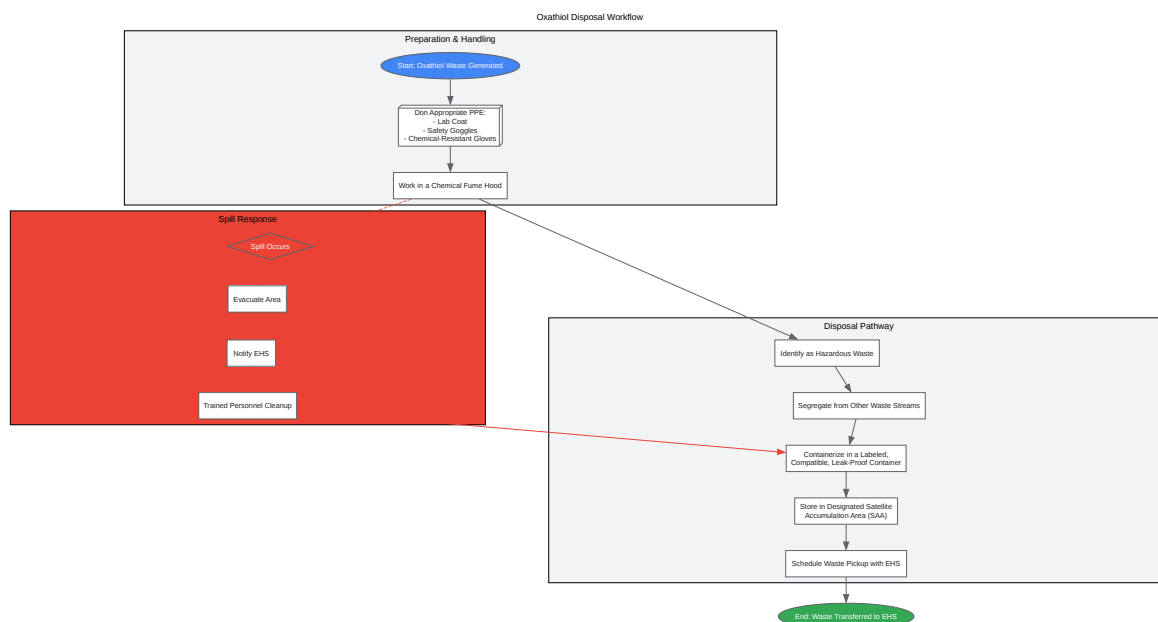 Oxathiol Disposal Workflow
Preparation & Handling
Start: Oxathiol Waste Generated
Don Appropriate PPE:
- Lab Coat
- Safety Goggles
- Chemical-Resistant Gloves
Work in a Chemical Fume Hood
Spill Response
Spill Occurs
Evacuate Area
Notify EHS
Trained Personnel Cleanup
Disposal Pathway
Identify as Hazardous Waste
Segregate from Other Waste Streams
Containerize in a Labeled,
Compatible, Leak-Proof Container
Store in Designated Satellite
Accumulation Area (SAA)
Schedule Waste Pickup with EHS
End: Waste Transferred to EHS